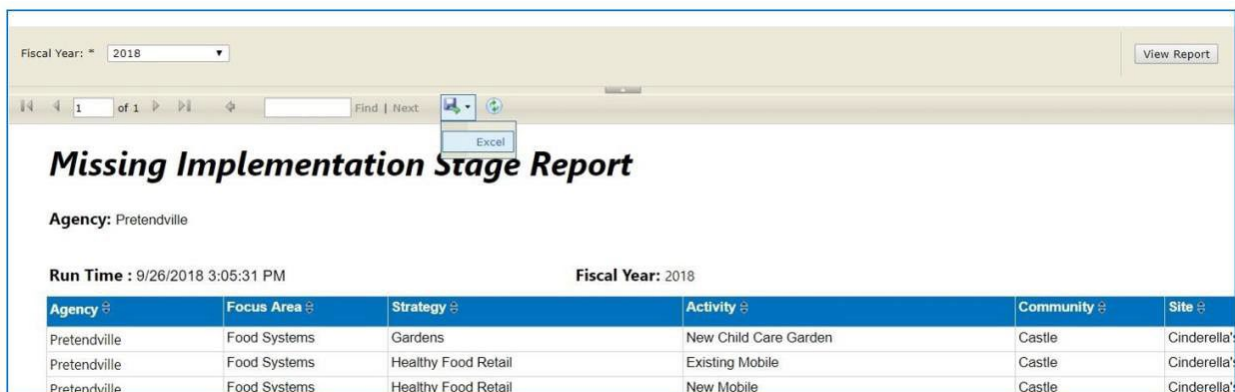 Fiscal Year: * 2018 View Report
1 of 1 Find | Next
Excel
Missing Implementation Stage Report
Agency: Pretendville
Run Time : 9/26/2018 3:05:31 PM Fiscal Year: 2018
Agency Focus Area Strategy Activity Community Site
Pretendville Food Systems Gardens New Child Care Garden Castle Cinderella's
Pretendville Food Systems Healthy Food Retail Existing Mobile Castle Cinderella's
Pretendville Food Systems Healthy Food Retail New Mobile Castle Cinderella's